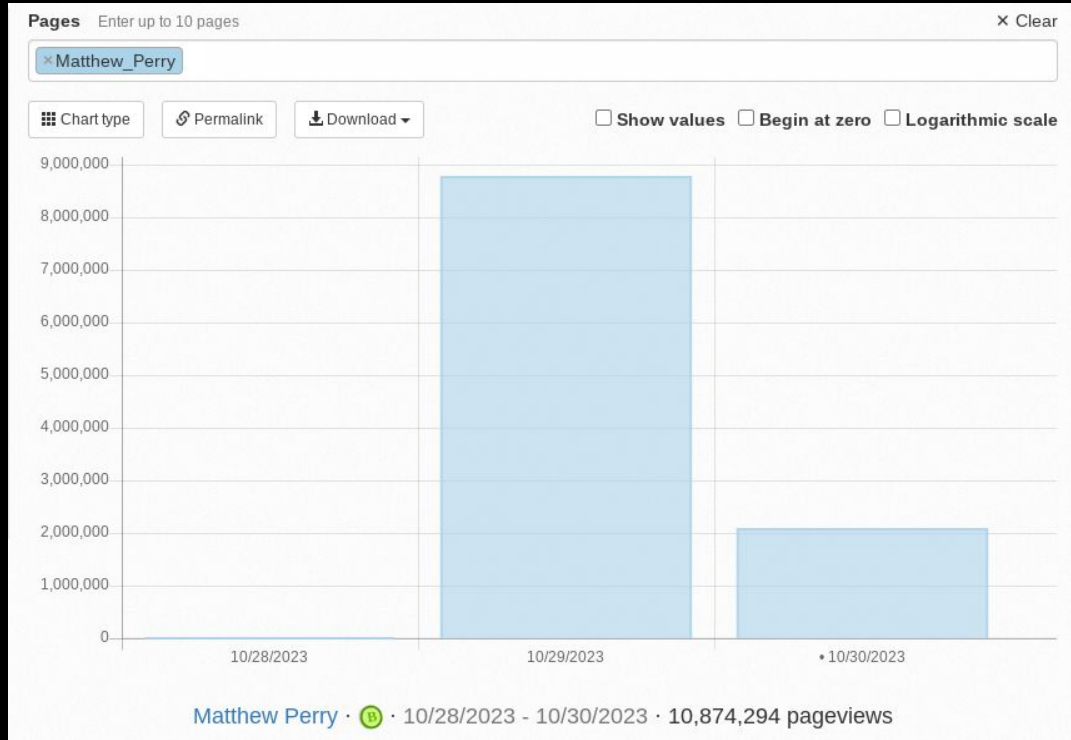 Pages Enter up to 10 pages × Clear
×Matthew_Perry
Chart type Permalink Download Show values Begin at zero Logarithmic scale
9,000,000
8,000,000
7,000,000
6,000,000
5,000,000
4,000,000
3,000,000
2,000,000
1,000,000
0
10/28/2023 10/29/2023 • 10/30/2023
Matthew Perry · B · 10/28/2023 - 10/30/2023 · 10,874,294 pageviews